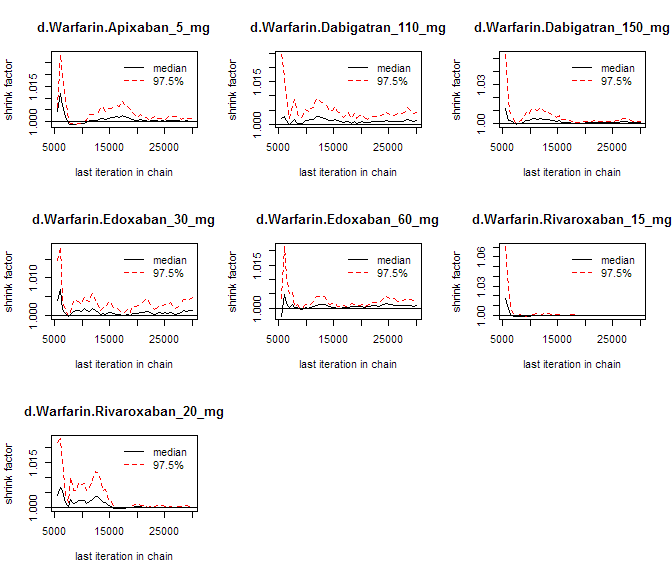 d.Warfarin.Apixaban_5_mg
shrink factor
1.000
1.015
median
97.5%
5000
15000
25000
last iteration in chain
d.Warfarin.Dabigatran_110_mg
shrink factor
1.000
1.015
median
97.5%
5000
15000
25000
last iteration in chain
d.Warfarin.Dabigatran_150_mg
shrink factor
1.00
1.03
median
97.5%
5000
15000
25000
last iteration in chain
d.Warfarin.Edoxaban_30_mg
shrink factor
1.000
1.010
median
97.5%
5000
15000
25000
last iteration in chain
d.Warfarin.Edoxaban_60_mg
shrink factor
1.000
1.015
median
97.5%
5000
15000
25000
last iteration in chain
d.Warfarin.Rivaroxaban_15_mg
shrink factor
1.00
1.03
1.06
median
97.5%
5000
15000
25000
last iteration in chain
d.Warfarin.Rivaroxaban_20_mg
shrink factor
1.000
1.015
median
97.5%
5000
15000
25000
last iteration in chain